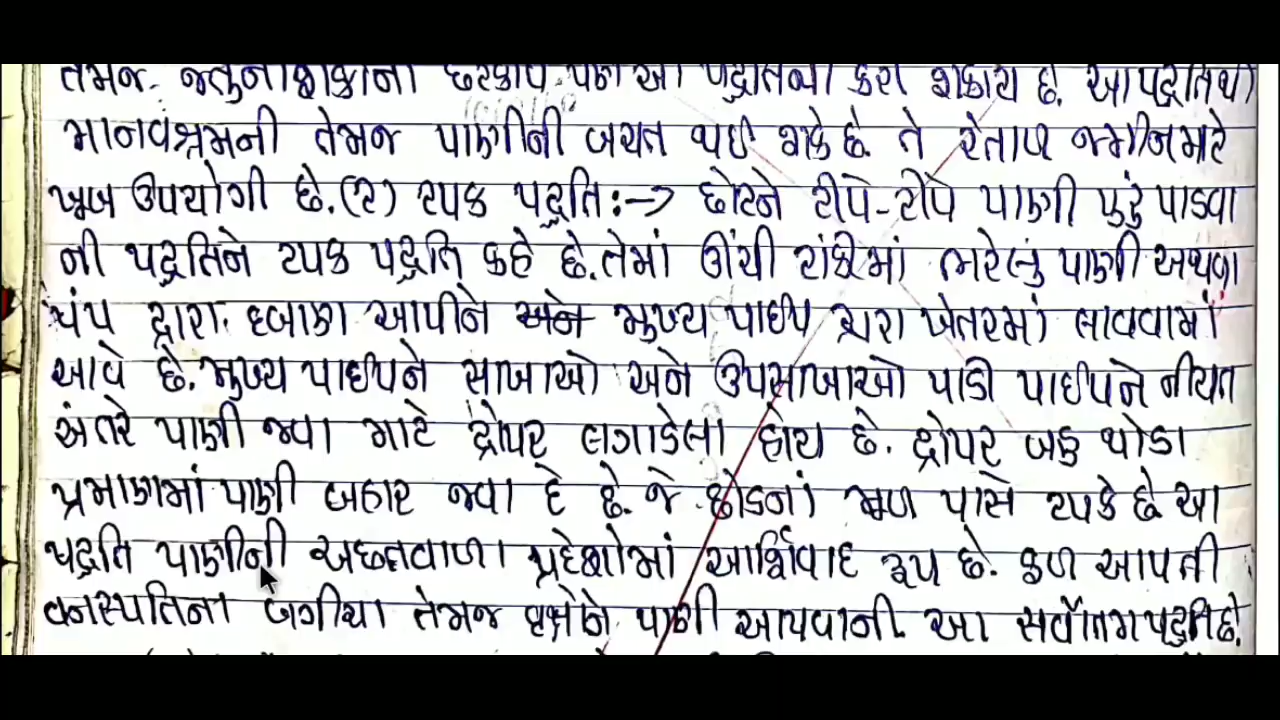 તેમજ જંતુનાશકોનો છંટકાવ પણ આ પદ્ધતિથી કરી શકાય છે. આ પદ્ધતિથી
માનવશ્રમની તેમજ પાણીની બચત થઈ શકે છે. તે રેતાળ જમીન માટે
ખૂબ ઉપયોગી છે. (૨) ટપક પદ્ધતિ :-> છોડને ટીપે-ટીપે પાણી પુરું પાડવા
ની પદ્ધતિને ટપક પદ્ધતિ કહે છે. તેમાં ઊંચી ટાંકીમાં ભરેલું પાણી અથવા
પંપ દ્વારા દબાણ આપીને મુખ્ય પાઈપ દ્વારા ખેતરમાં લાવવામાં
આવે છે. મુખ્ય પાઈપને સાખાઓ અને ઉપસાખાઓ પાડી પાઈપને નીયત
અંતરે પાણી જવા માટે દ્રોપર લગાડેલા હોય છે. દ્રોપર બહુ થોડા
પ્રમાણમાં પાણી બહાર જવા દે છે. જે છોડનાં મૂળ પાસે ટપકે છે આ
પદ્ધતિ પાણીની અછતવાળા પ્રદેશોમાં આર્શિવાદ રૂપ છે. ફળ આપતી
વનસ્પતિના બગીચા તેમજ વૃક્ષોને પાણી આપવાની આ સર્વોતમ પદ્ધતિ છે.